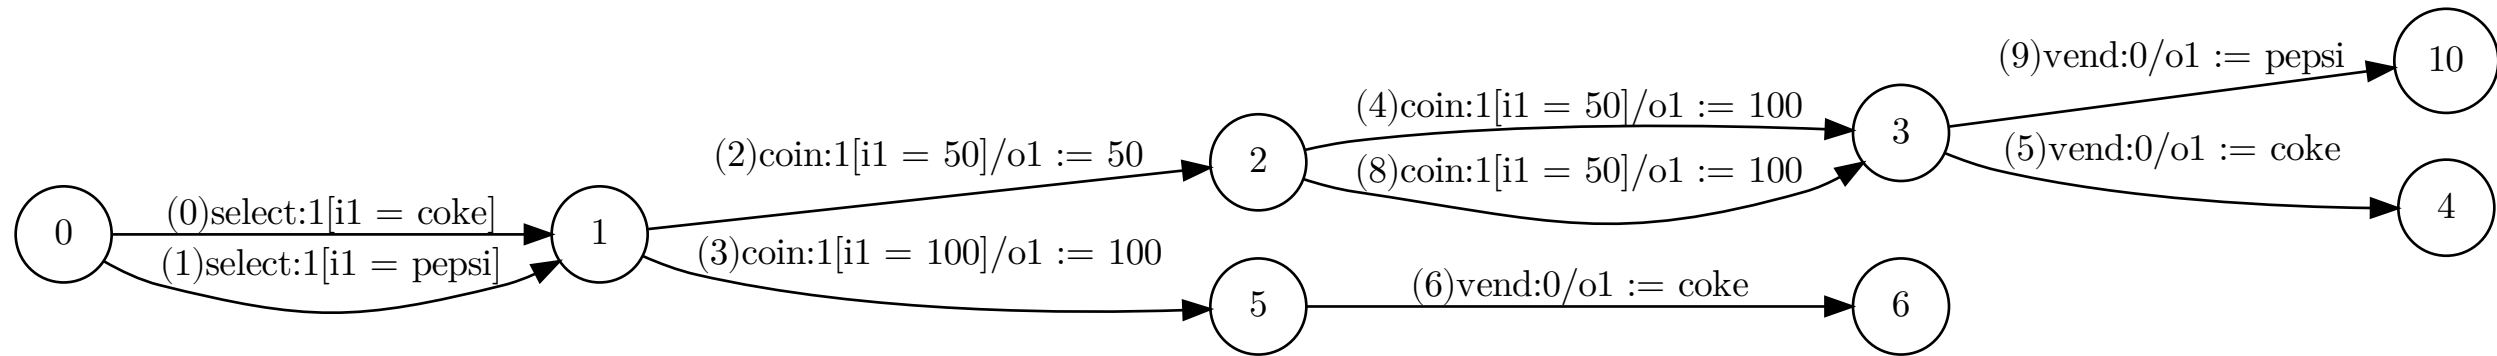 (9)vend:0/o1 := pepsi
10
(4)coin:1[i1 = 50]/o1 := 100
3
(2)coin:1[i1 = 50]/o1 := 50
2
(5)vend:0/o1 := coke
(8)coin:1[i1 = 50]/o1 := 100
4
(0)select:1[i1 = coke]
0
1
(1)select:1[i1 = pepsi]
(3)coin:1[i1 = 100]/o1 := 100
(6)vend:0/o1 := coke
5
6